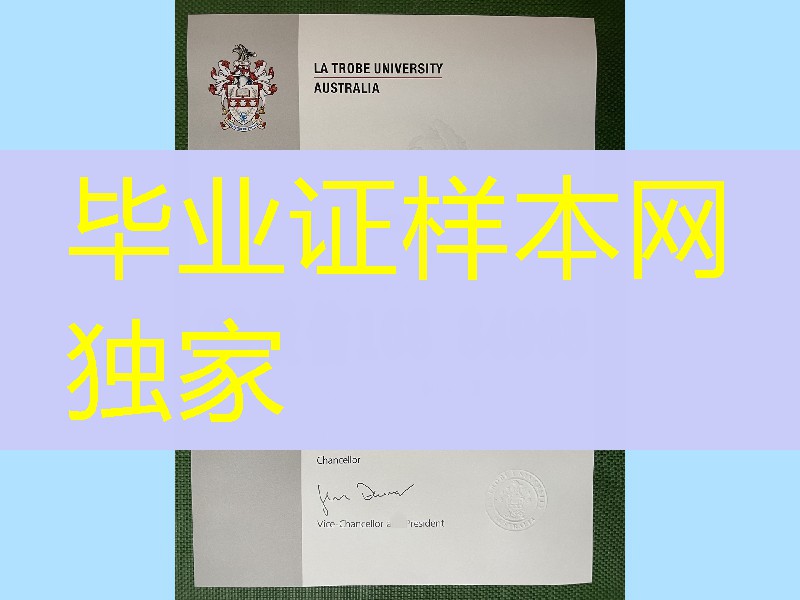 LA TROBE UNIVERSITY
AUSTRALIA
毕业证样本网
独家
Chancellor
Vice-Chancellor a President